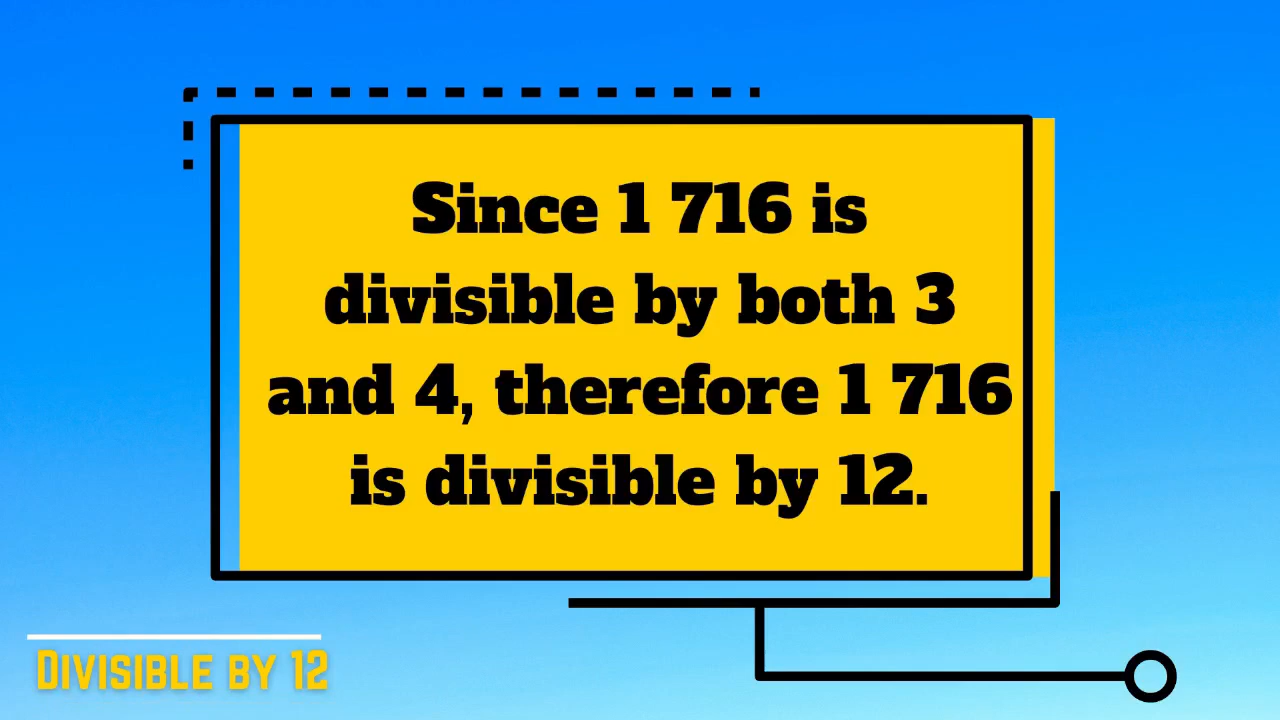 Since 1 716 is
divisible by both 3
and 4, therefore 1 716
is divisible by 12.
Divisible by 12